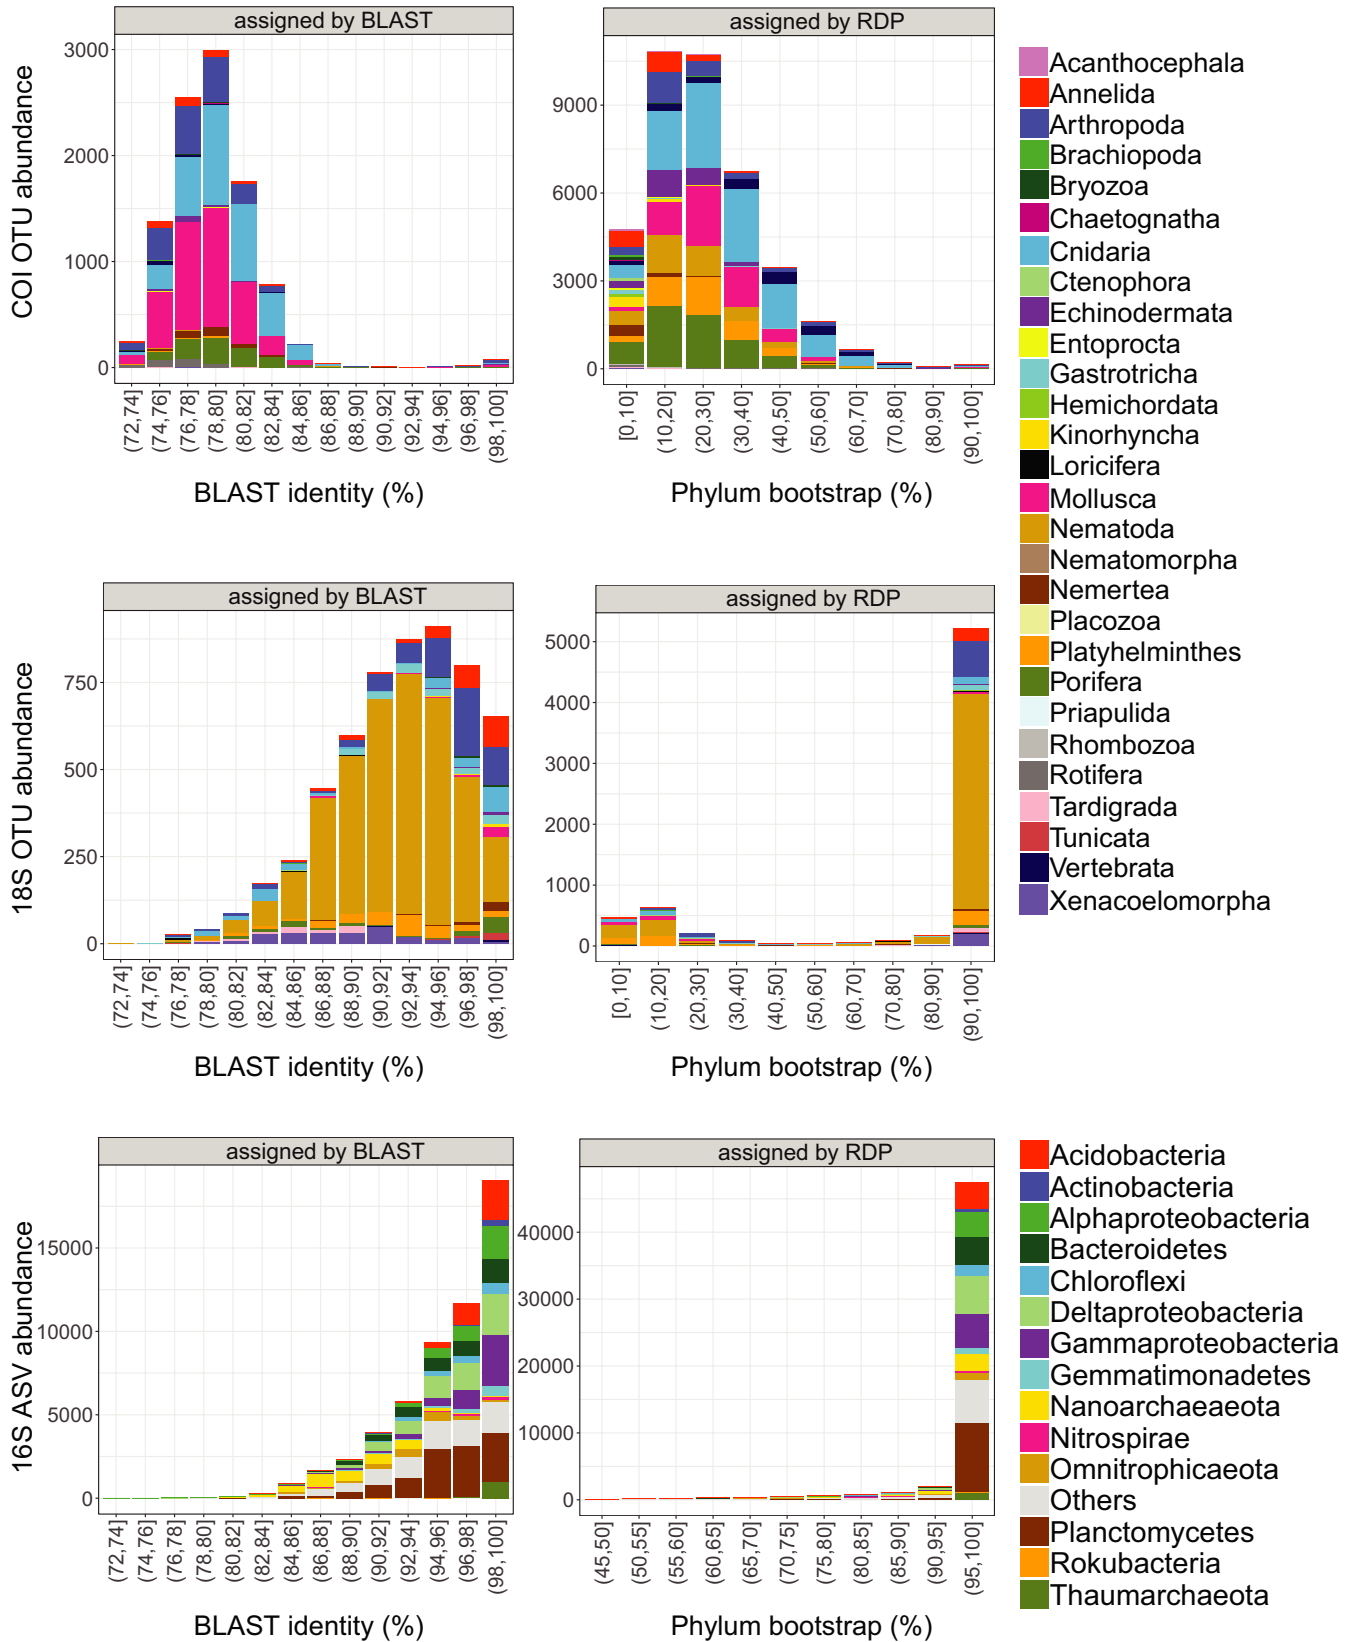 assigned by BLAST
COI OTU abundance
3000
2000
1000
0
(72,74]
(74,76]
(76,78]
(78,80]
(80,82]
(82,84]
(84,86]
(86,88]
(88,90]
(90,92]
(92,94]
(94,96]
(96,98]
(98,100]
BLAST identity (%)
assigned by RDP
9000
6000
3000
0
[0,10]
(10,20]
(20,30]
(30,40]
(40,50]
(50,60]
(60,70]
(70,80]
(80,90]
(90,100]
Phylum bootstrap (%)
Acanthocephala
Annelida
Arthropoda
Brachiopoda
Bryozoa
Chaetognatha
Cnidaria
Ctenophora
Echinodermata
Entoprocta
Gastrotricha
Hemichordata
Kinorhyncha
Loricifera
Mollusca
Nematoda
Nematomorpha
Nemertea
Placozoa
Platyhelminthes
Porifera
Priapulida
Rhombozoa
Rotifera
Tardigrada
Tunicata
Vertebrata
Xenacoelomorpha
assigned by BLAST
18S OTU abundance
750
500
250
0
(72,74]
(74,76]
(76,78]
(78,80]
(80,82]
(82,84]
(84,86]
(86,88]
(88,90]
(90,92]
(92,94]
(94,96]
(96,98]
(98,100]
BLAST identity (%)
assigned by RDP
5000
4000
3000
2000
1000
0
[0,10]
(10,20]
(20,30]
(30,40]
(40,50]
(50,60]
(60,70]
(70,80]
(80,90]
(90,100]
Phylum bootstrap (%)
assigned by BLAST
16S ASV abundance
15000
10000
5000
0
(72,74]
(74,76]
(76,78]
(78,80]
(80,82]
(82,84]
(84,86]
(86,88]
(88,90]
(90,92]
(92,94]
(94,96]
(96,98]
(98,100]
BLAST identity (%)
assigned by RDP
40000
30000
20000
10000
0
(45,50]
(50,55]
(55,60]
(60,65]
(65,70]
(70,75]
(75,80]
(80,85]
(85,90]
(90,95]
(95,100]
Phylum bootstrap (%)
Acidobacteria
Actinobacteria
Alphaproteobacteria
Bacteroidetes
Chloroflexi
Deltaproteobacteria
Gammaproteobacteria
Gemmatimonadetes
Nanoarchaeaeota
Nitrospirae
Omnitrophicaeota
Others
Planctomycetes
Rokubacteria
Thaumarchaeota